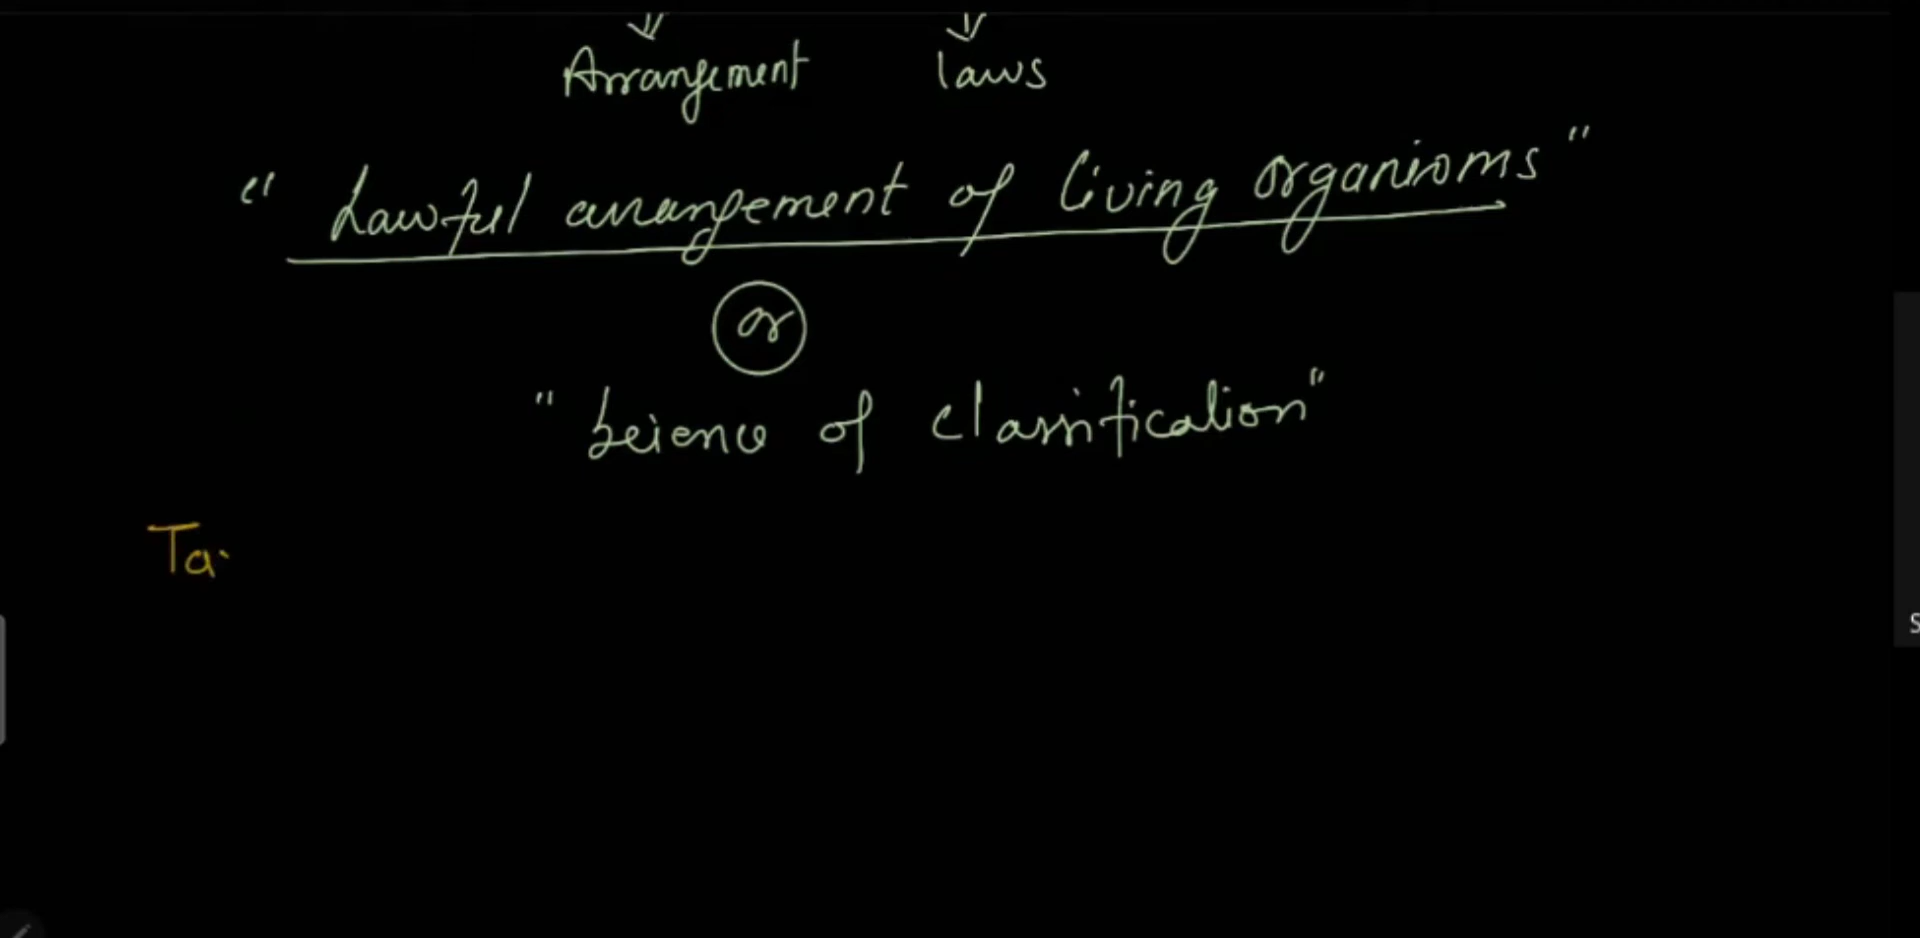 Arrangement laws
" Lawful arrangement of living organisms "
or
" Science of classification "
Ta
S